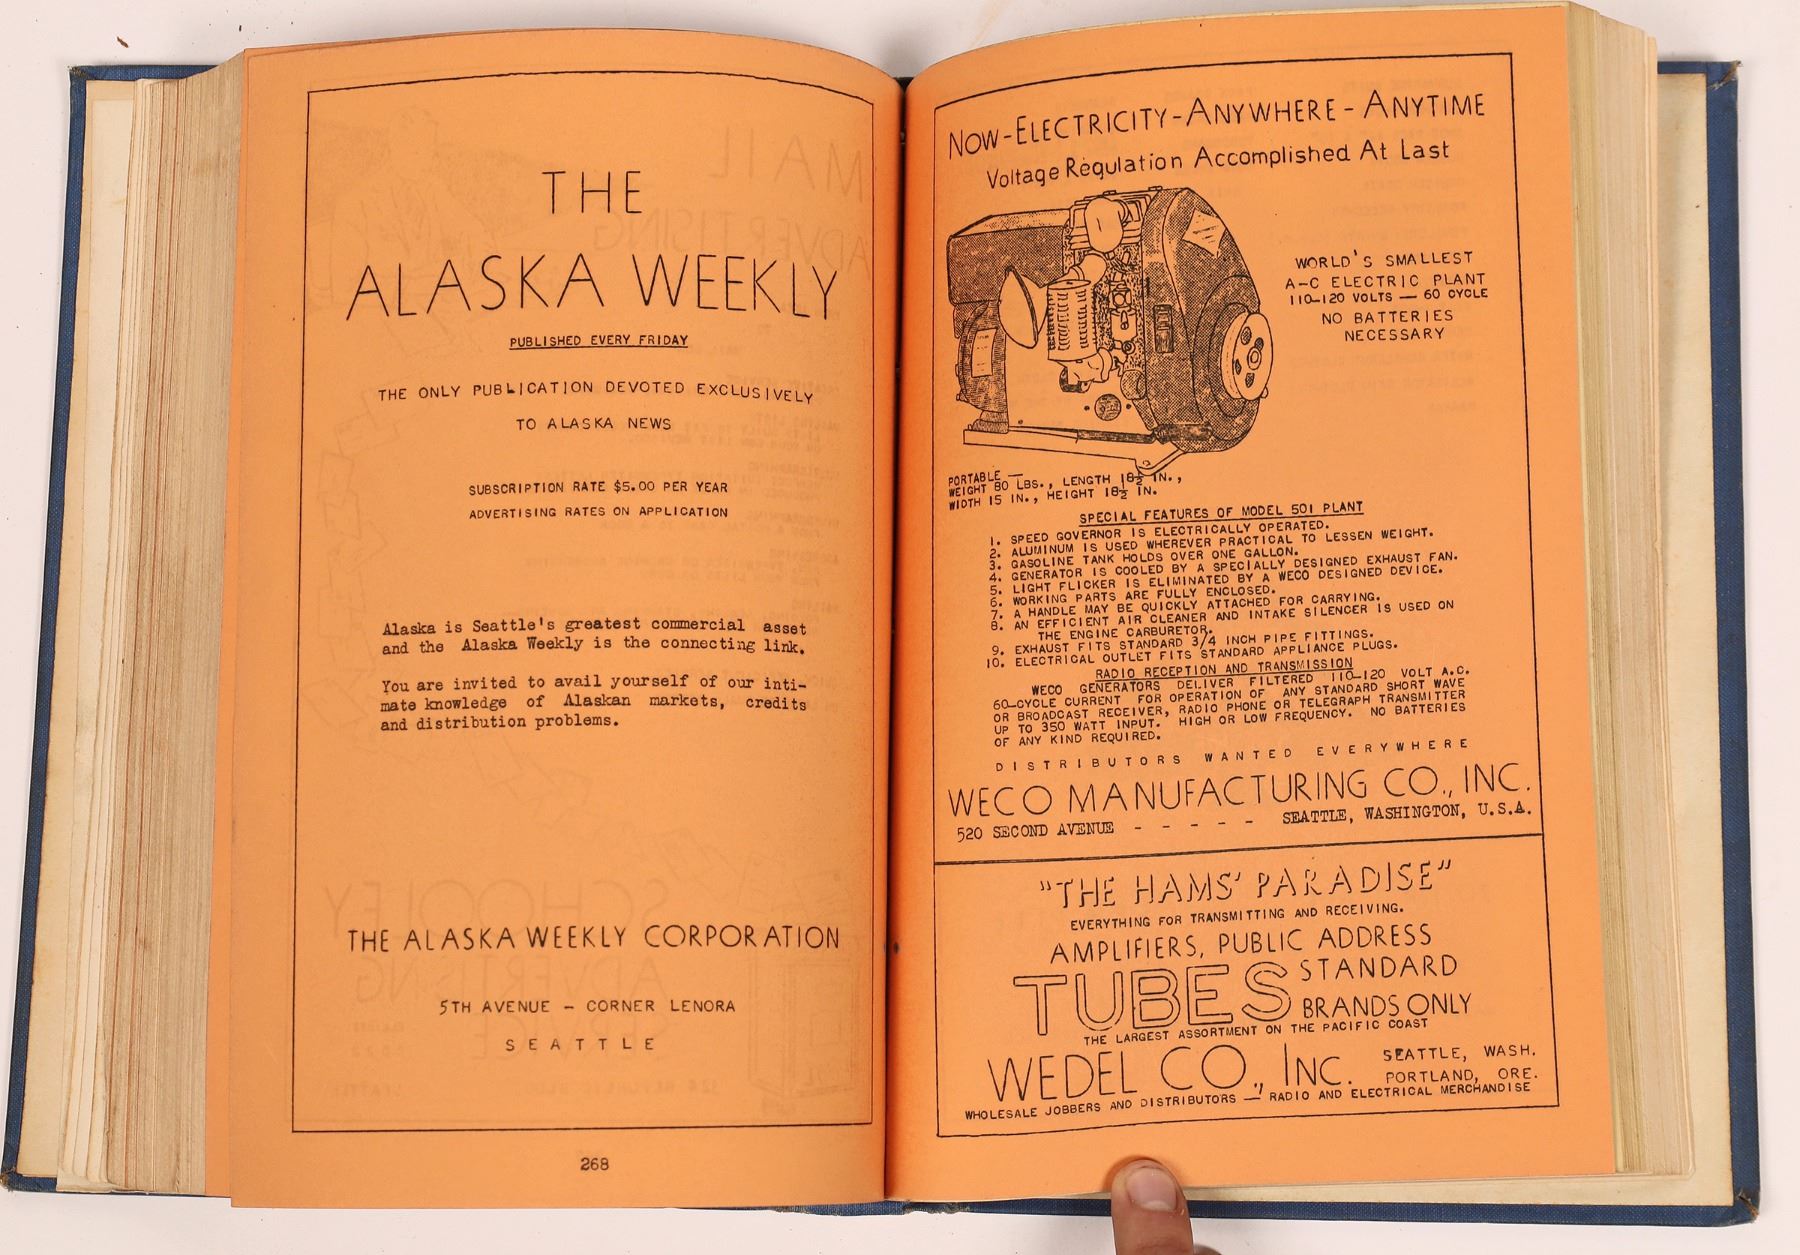 THE
ALASKA WEEKLY
PUBLISHED EVERY FRIDAY
THE ONLY PUBLICATION DEVOTED EXCLUSIVELY
TO ALASKA NEWS
SUBSCRIPTION RATE $5.00 PER YEAR
ADVERTISING RATES ON APPLICATION
Alaska is Seattle's greatest commercial asset
and the Alaska Weekly is the connecting link.
You are invited to avail yourself of our inti-
mate knowledge of Alaskan markets, credits
and distribution problems.
THE ALASKA WEEKLY CORPORATION
5TH AVENUE – CORNER LENORA
SEATTLE
268
NOW-ELECTRICITY-ANYWHERE-ANYTIME
Voltage Regulation Accomplished At Last
WORLD'S SMALLEST
A-C ELECTRIC PLANT
110-120 VOLTS — 60 CYCLE
NO BATTERIES
NECESSARY
PORTABLE —
WEIGHT 80 LBS., LENGTH 18½ IN.,
WIDTH 15 IN., HEIGHT 18½ IN.
SPECIAL FEATURES OF MODEL 501 PLANT
1. SPEED GOVERNOR IS ELECTRICALLY OPERATED.
2. ALUMINUM IS USED WHEREVER PRACTICAL TO LESSEN WEIGHT.
3. GASOLINE TANK HOLDS OVER ONE GALLON.
4. GENERATOR IS COOLED BY A SPECIALLY DESIGNED EXHAUST FAN.
5. LIGHT FLICKER IS ELIMINATED BY A WECO DESIGNED DEVICE.
6. WORKING PARTS ARE FULLY ENCLOSED.
7. A HANDLE MAY BE QUICKLY ATTACHED FOR CARRYING.
8. AN EFFICIENT AIR CLEANER AND INTAKE SILENCER IS USED ON
THE ENGINE CARBURETOR.
9. EXHAUST FITS STANDARD 3/4 INCH PIPE FITTINGS.
10. ELECTRICAL OUTLET FITS STANDARD APPLIANCE PLUGS.
RADIO RECEPTION AND TRANSMISSION
WECO GENERATORS DELIVER FILTERED 110-120 VOLT A.C.
60-CYCLE CURRENT FOR OPERATION OF ANY STANDARD SHORT WAVE
OR BROADCAST RECEIVER, RADIO PHONE OR TELEGRAPH TRANSMITTER
UP TO 350 WATT INPUT. HIGH OR LOW FREQUENCY. NO BATTERIES
OF ANY KIND REQUIRED.
DISTRIBUTORS WANTED EVERYWHERE
WECO MANUFACTURING CO., INC.
520 SECOND AVENUE - - - - - SEATTLE, WASHINGTON, U.S.A.
"THE HAMS' PARADISE"
EVERYTHING FOR TRANSMITTING AND RECEIVING.
AMPLIFIERS, PUBLIC ADDRESS
TUBES STANDARD
BRANDS ONLY
THE LARGEST ASSORTMENT ON THE PACIFIC COAST
WEDEL CO., INC. SEATTLE, WASH.
PORTLAND, ORE.
WHOLESALE JOBBERS AND DISTRIBUTORS — RADIO AND ELECTRICAL MERCHANDISE